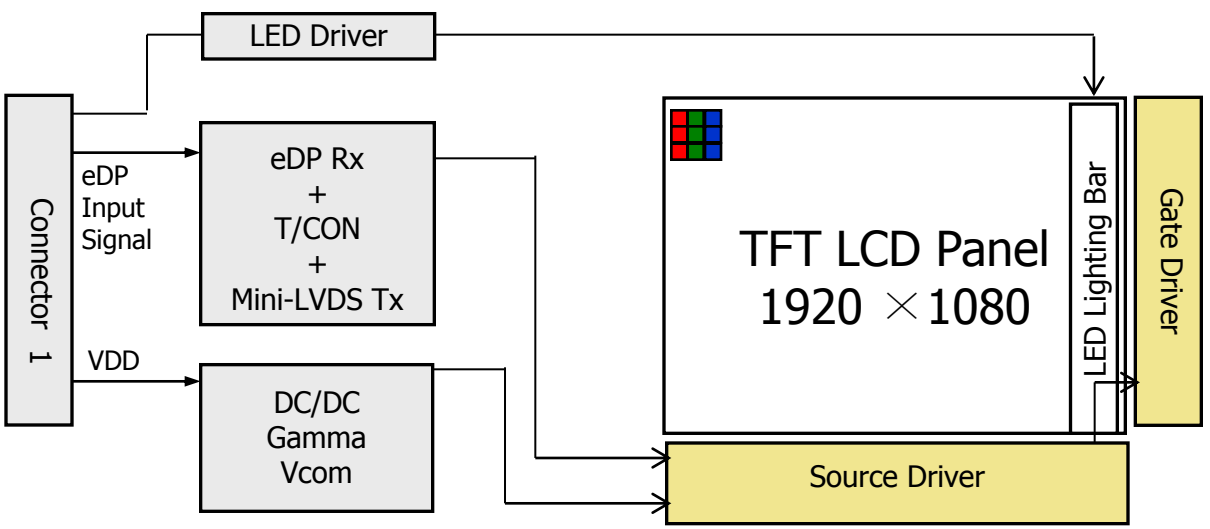 LED Driver
Connector 1
eDP
Input
Signal
eDP Rx
+
T/CON
+
Mini-LVDS Tx
VDD
DC/DC
Gamma
Vcom
TFT LCD Panel
1920 ×1080
LED Lighting Bar
Gate Driver
Source Driver